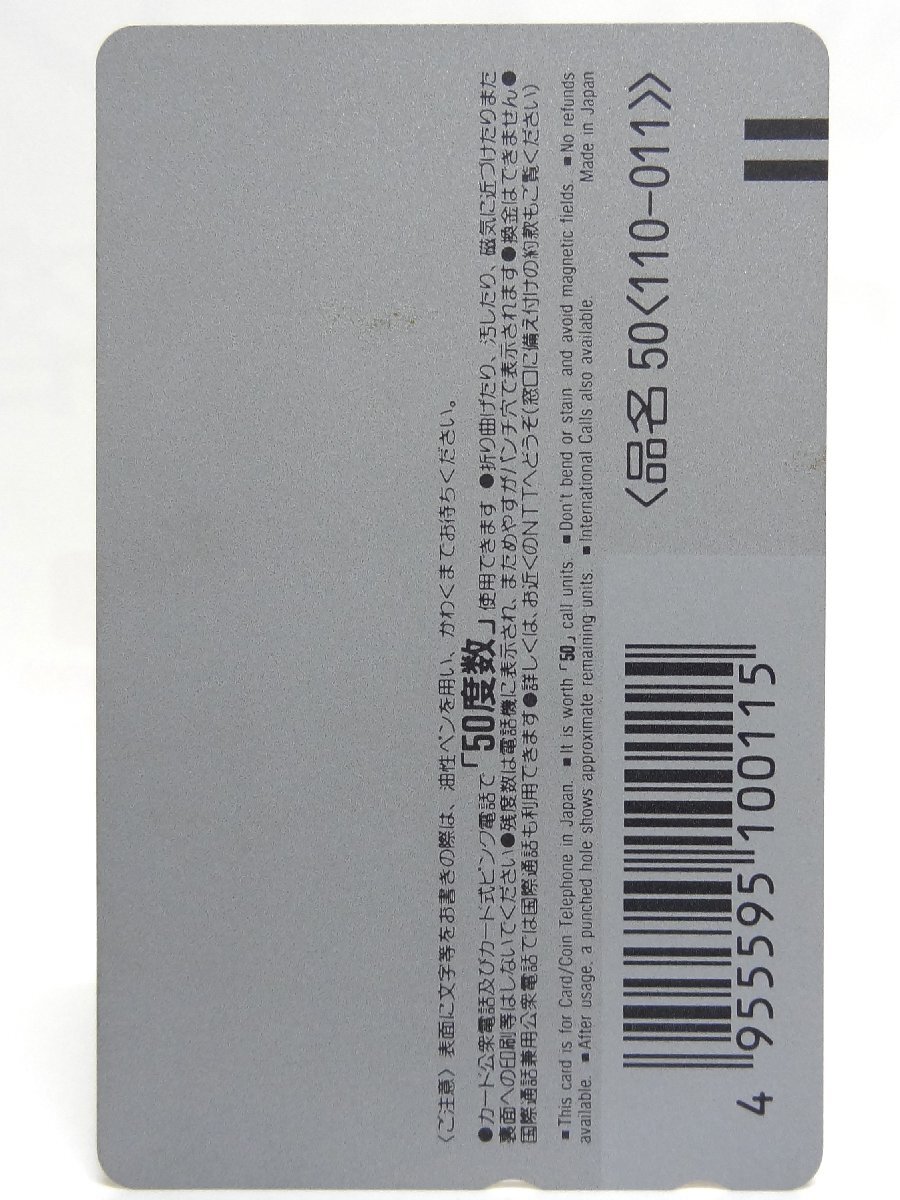 〈ご注意〉表面に文字等をお書きの際は、油性ペンを用い、かわくまでお待ちください。
●カード公衆電話及びカード式ピンク電話で「50度数」使用できます ●折り曲げたり、汚したり、磁気に近づけたりまた
裏面への印刷等はしないでください●残度数は電話機に表示され、まためやすがパンチ穴で表示されます●換金はできません●
国際通話兼用公衆電話では国際通話も利用できます●詳しくは、お近くのNTTへどうぞ(窓口に備え付けの約款もご覧ください)
■This card is for Card/Coin Telephone in Japan. ■It is worth「50」call units. ■Don't bend or stain and avoid magnetic fields. ■No refunds
available. ■After usage, a punched hole shows approximate remaining units. ■International Calls also available. Made in Japan
〈品名 50〈110-011〉〉
4 955595 100115